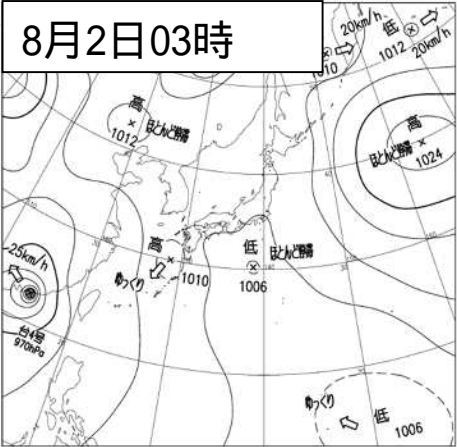 8月2日03時
20km/h
低
1012
20km/h
1010
高
1012
ほとんど停滞
高
ほとんど停滞
1024
25km/h
台4号
970hPa
高
ゆっくり
1010
低
ほとんど停滞
1006
ゆっくり
低
1006